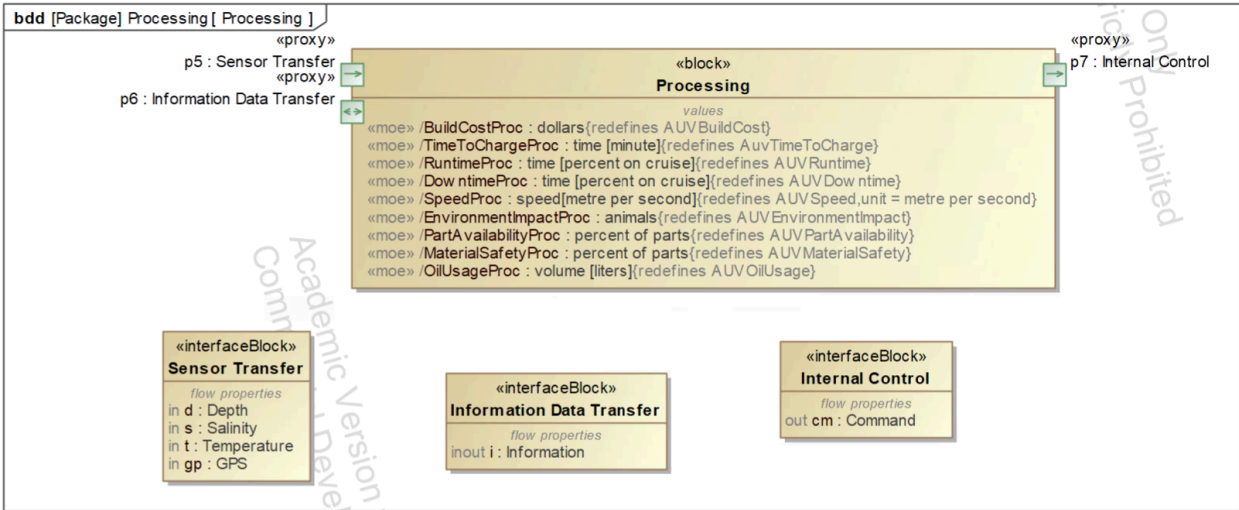 bdd [Package] Processing [ Processing ]
«proxy»
p5 : Sensor Transfer
«proxy»
p6 : Information Data Transfer
«proxy»
p7 : Internal Control
«block»
Processing
values
«moe» /BuildCostProc : dollars{redefines AUVBuildCost}
«moe» /TimeToChargeProc : time [minute]{redefines AuvTimeToCharge}
«moe» /RuntimeProc : time [percent on cruise]{redefines AUVRuntime}
«moe» /DowntimeProc : time [percent on cruise]{redefines AUVDowntime}
«moe» /SpeedProc : speed[metre per second]{redefines AUVSpeed,unit = metre per second}
«moe» /EnvironmentImpactProc : animals{redefines AUVEnvironmentImpact}
«moe» /PartAvailabilityProc : percent of parts{redefines AUVPartAvailability}
«moe» /MaterialSafetyProc : percent of parts{redefines AUVMaterialSafety}
«moe» /OilUsageProc : volume [liters]{redefines AUVOilUsage}
«interfaceBlock»
Sensor Transfer
flow properties
in d : Depth
in s : Salinity
in t : Temperature
in gp : GPS
«interfaceBlock»
Information Data Transfer
flow properties
inout i : Information
«interfaceBlock»
Internal Control
flow properties
out cm : Command
Academic Version
Only
Prohibited